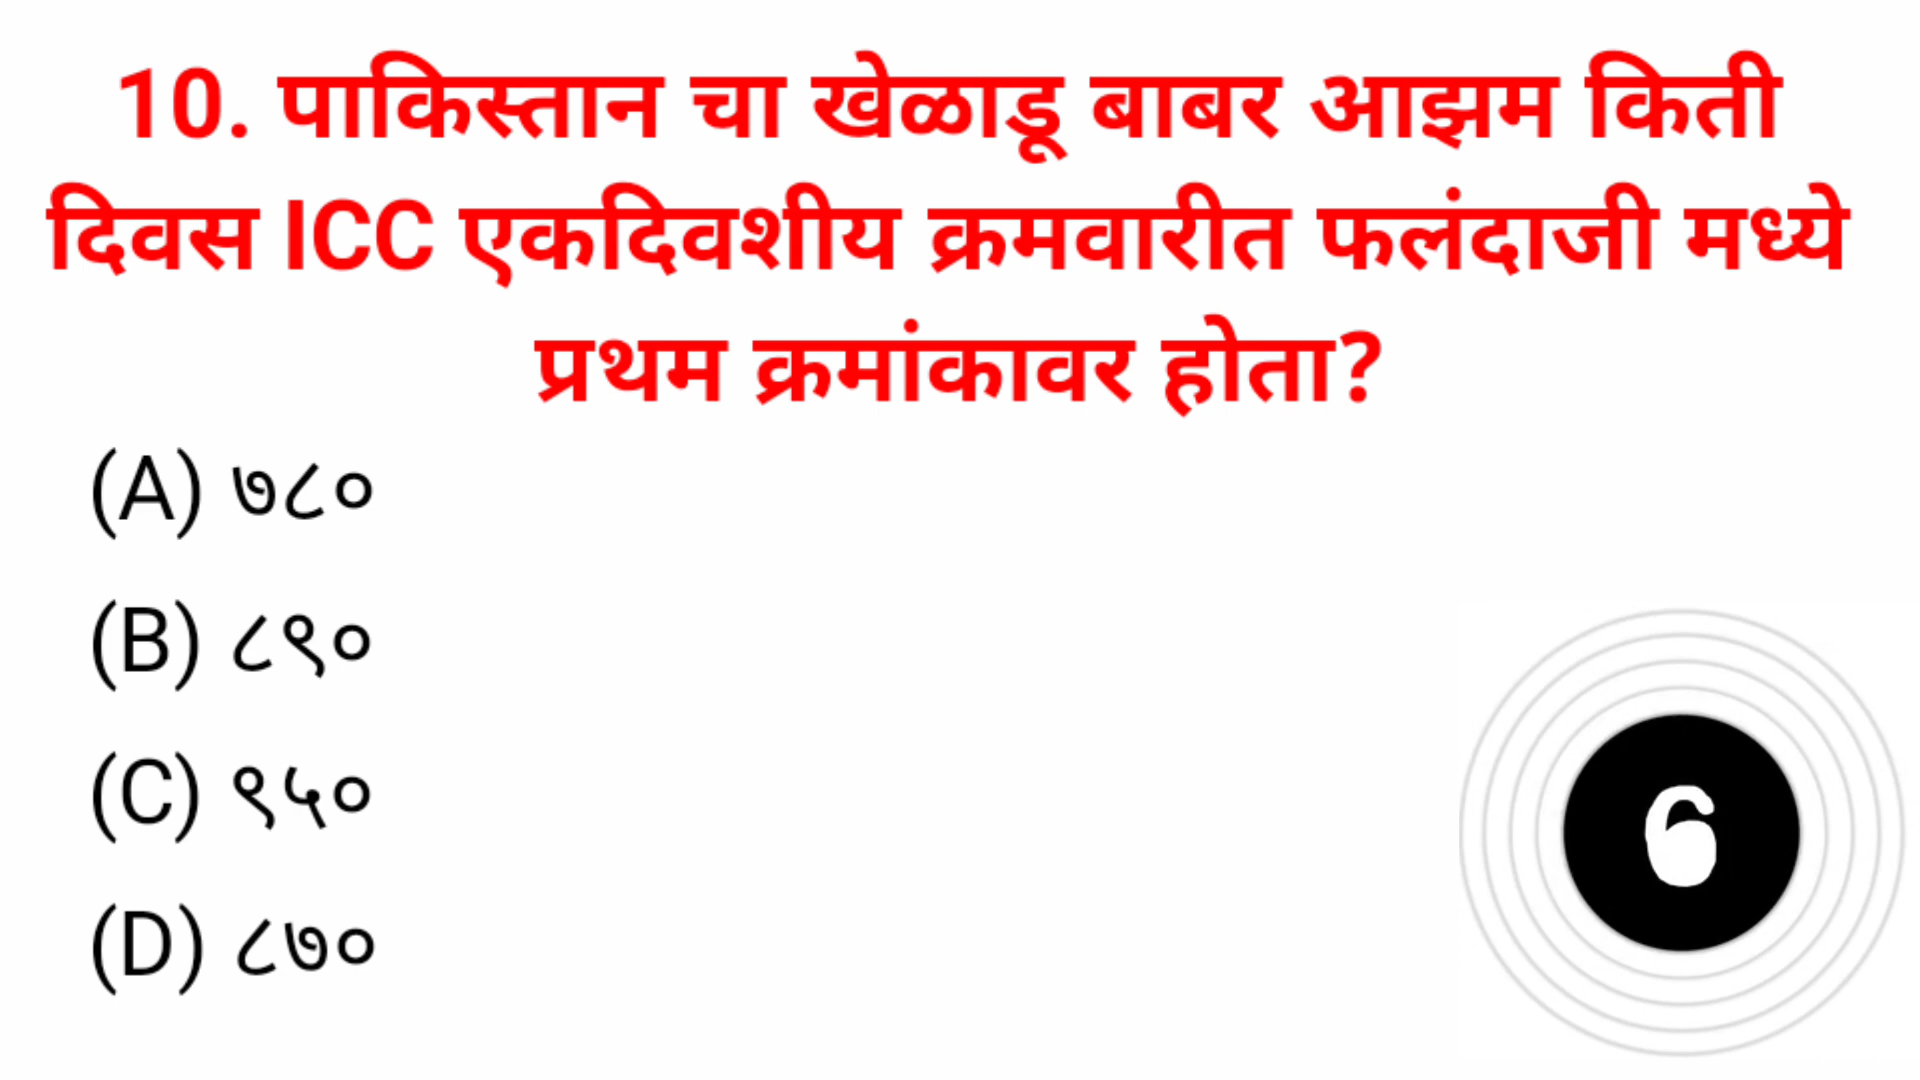 10. पाकिस्तान चा खेळाडू बाबर आझम किती
दिवस ICC एकदिवशीय क्रमवारीत फलंदाजी मध्ये
प्रथम क्रमांकावर होता?
(A) ७८०
(B) ८९०
(C) ९५०
(D) ८७०
6